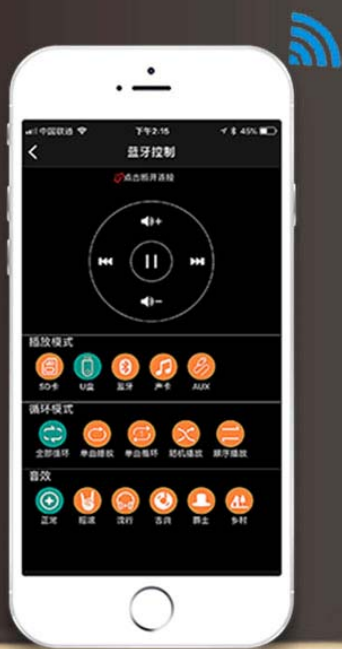 中国联通 下午2:15 45%
蓝牙控制
点击断开连接
播放模式
SD卡 U盘 蓝牙 声卡 AUX
循环模式
全部循环 单曲播放 单曲循环 随机播放 顺序播放
音效
正常 摇滚 流行 古典 爵士 乡村